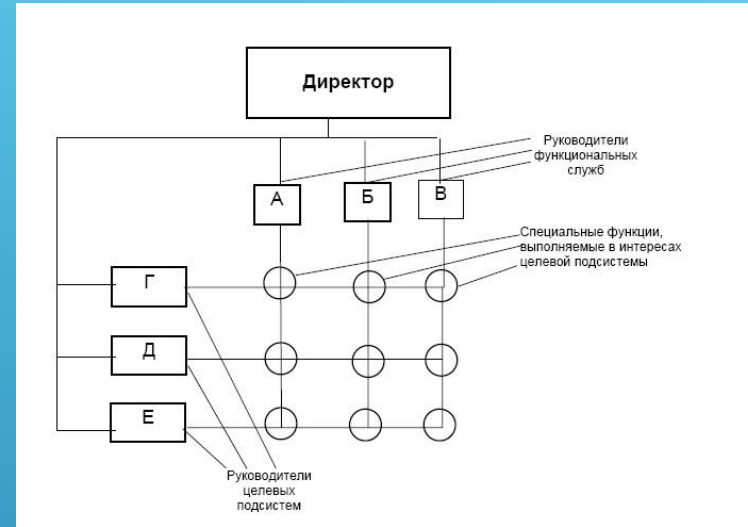 Директор
Руководители
функциональных
служб
А
Б
В
Специальные функции,
выполняемые в интересах
целевой подсистемы
Г
Д
Е
Руководители
целевых
подсистем